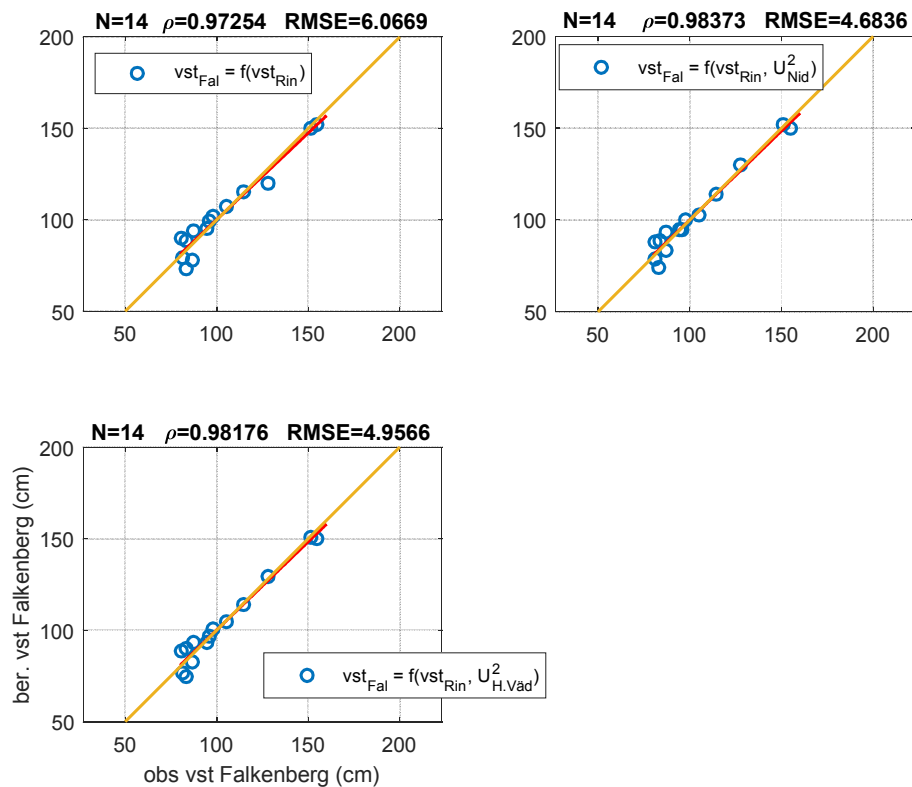 N=14 ρ=0.97254 RMSE=6.0669
200
150
100
50
50 100 150 200
vst_Fal = f(vst_Rin)
N=14 ρ=0.98373 RMSE=4.6836
200
150
100
50
50 100 150 200
vst_Fal = f(vst_Rin, U²_Nid)
N=14 ρ=0.98176 RMSE=4.9566
ber. vst Falkenberg (cm)
200
150
100
50
50 100 150 200
vst_Fal = f(vst_Rin, U²_H.Väd)
obs vst Falkenberg (cm)